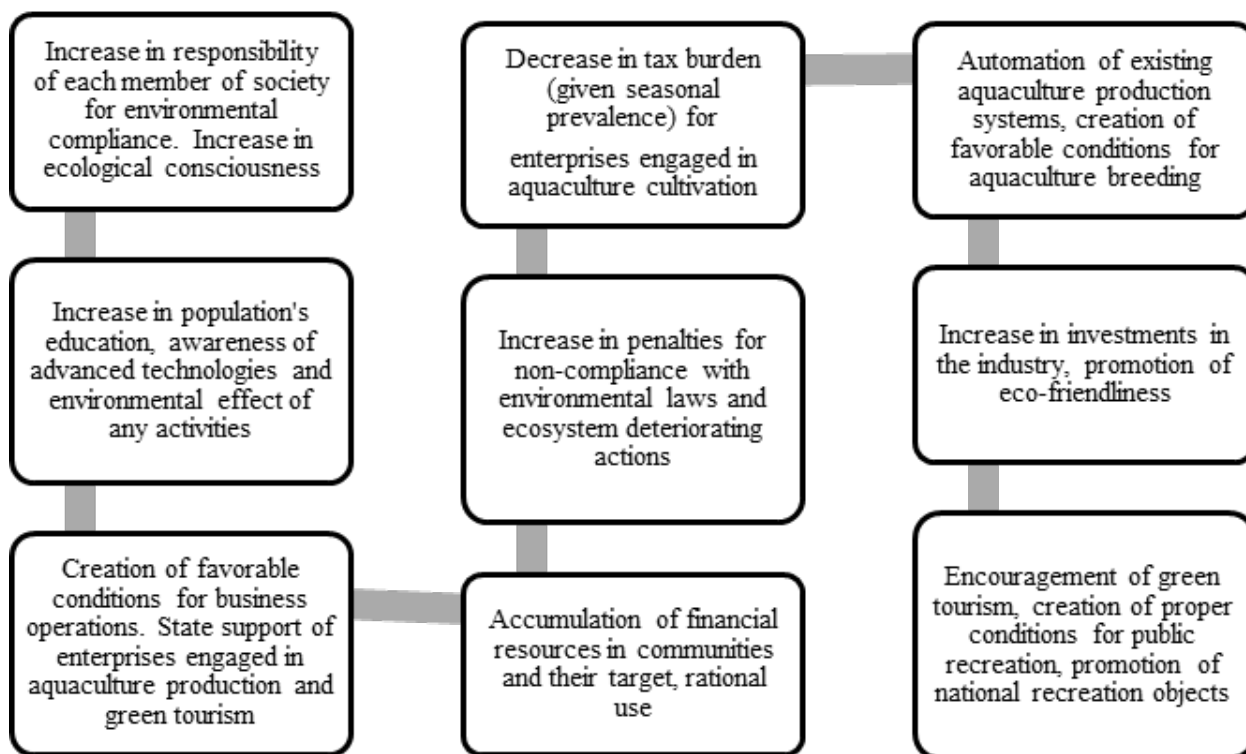 Increase in responsibility
of each member of society
for environmental
compliance. Increase in
ecological consciousness
Increase in population's
education, awareness of
advanced technologies and
environmental effect of
any activities
Creation of favorable
conditions for business
operations. State support of
enterprises engaged in
aquaculture production and
green tourism
Accumulation of financial
resources in communities
and their target, rational
use
Increase in penalties for
non-compliance with
environmental laws and
ecosystem deteriorating
actions
Decrease in tax burden
(given seasonal
prevalence) for
enterprises engaged in
aquaculture cultivation
Automation of existing
aquaculture production
systems, creation of
favorable conditions for
aquaculture breeding
Increase in investments in
the industry, promotion of
eco-friendliness
Encouragement of green
tourism, creation of proper
conditions for public
recreation, promotion of
national recreation objects